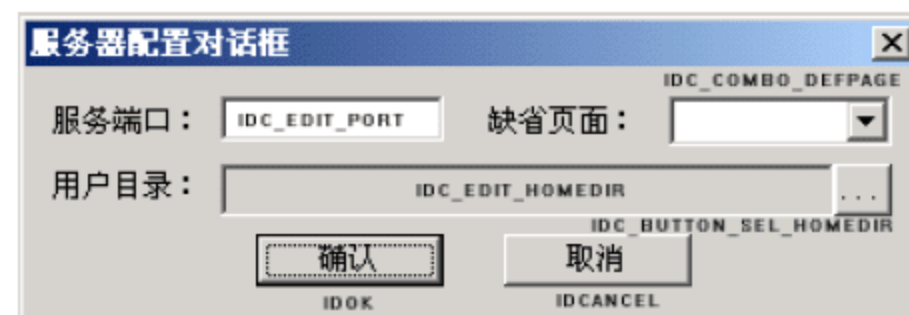 服务器配置对话框
IDC_COMBO_DEFPAGE
服务端口： IDC_EDIT_PORT 缺省页面：
用户目录： IDC_EDIT_HOMEDIR ...
IDC_BUTTON_SEL_HOMEDIR
确认 取消
IDOK IDCANCEL